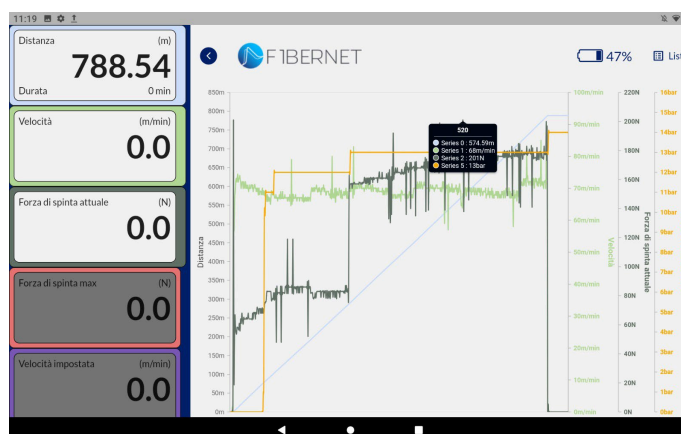 11:19
Distanza (m)
788.54
Durata 0 min
Velocità (m/min)
0.0
Forza di spinta attuale (N)
0.0
Forza di spinta max (N)
0.0
Velocità impostata (m/min)
0.0
F1BERNET
47%
List
850m
800m
750m
700m
650m
600m
550m
500m
450m
400m
350m
300m
250m
200m
150m
100m
50m
0m
Distanza
520
Series 0 : 574.59m
Series 1 : 68m/min
Series 2 : 201N
Series 5 : 13bar
100m/min
90m/min
80m/min
70m/min
60m/min
50m/min
40m/min
30m/min
20m/min
10m/min
0m/min
Velocità
220N
200N
180N
160N
140N
120N
100N
80N
60N
40N
20N
0N
Forza di spinta attuale
16bar
15bar
14bar
13bar
12bar
11bar
10bar
9bar
8bar
7bar
6bar
5bar
4bar
3bar
2bar
1bar
0bar